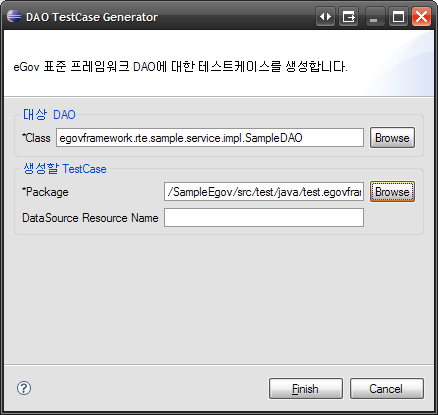 DAO TestCase Generator
eGov 표준 프레임워크 DAO에 대한 테스트케이스를 생성합니다.
대상 DAO
*Class egovframework.rte.sample.service.impl.SampleDAO Browse
생성할 TestCase
*Package /SampleEgov/src/test/java/test.egovfrar Browse
DataSource Resource Name
? Finish Cancel